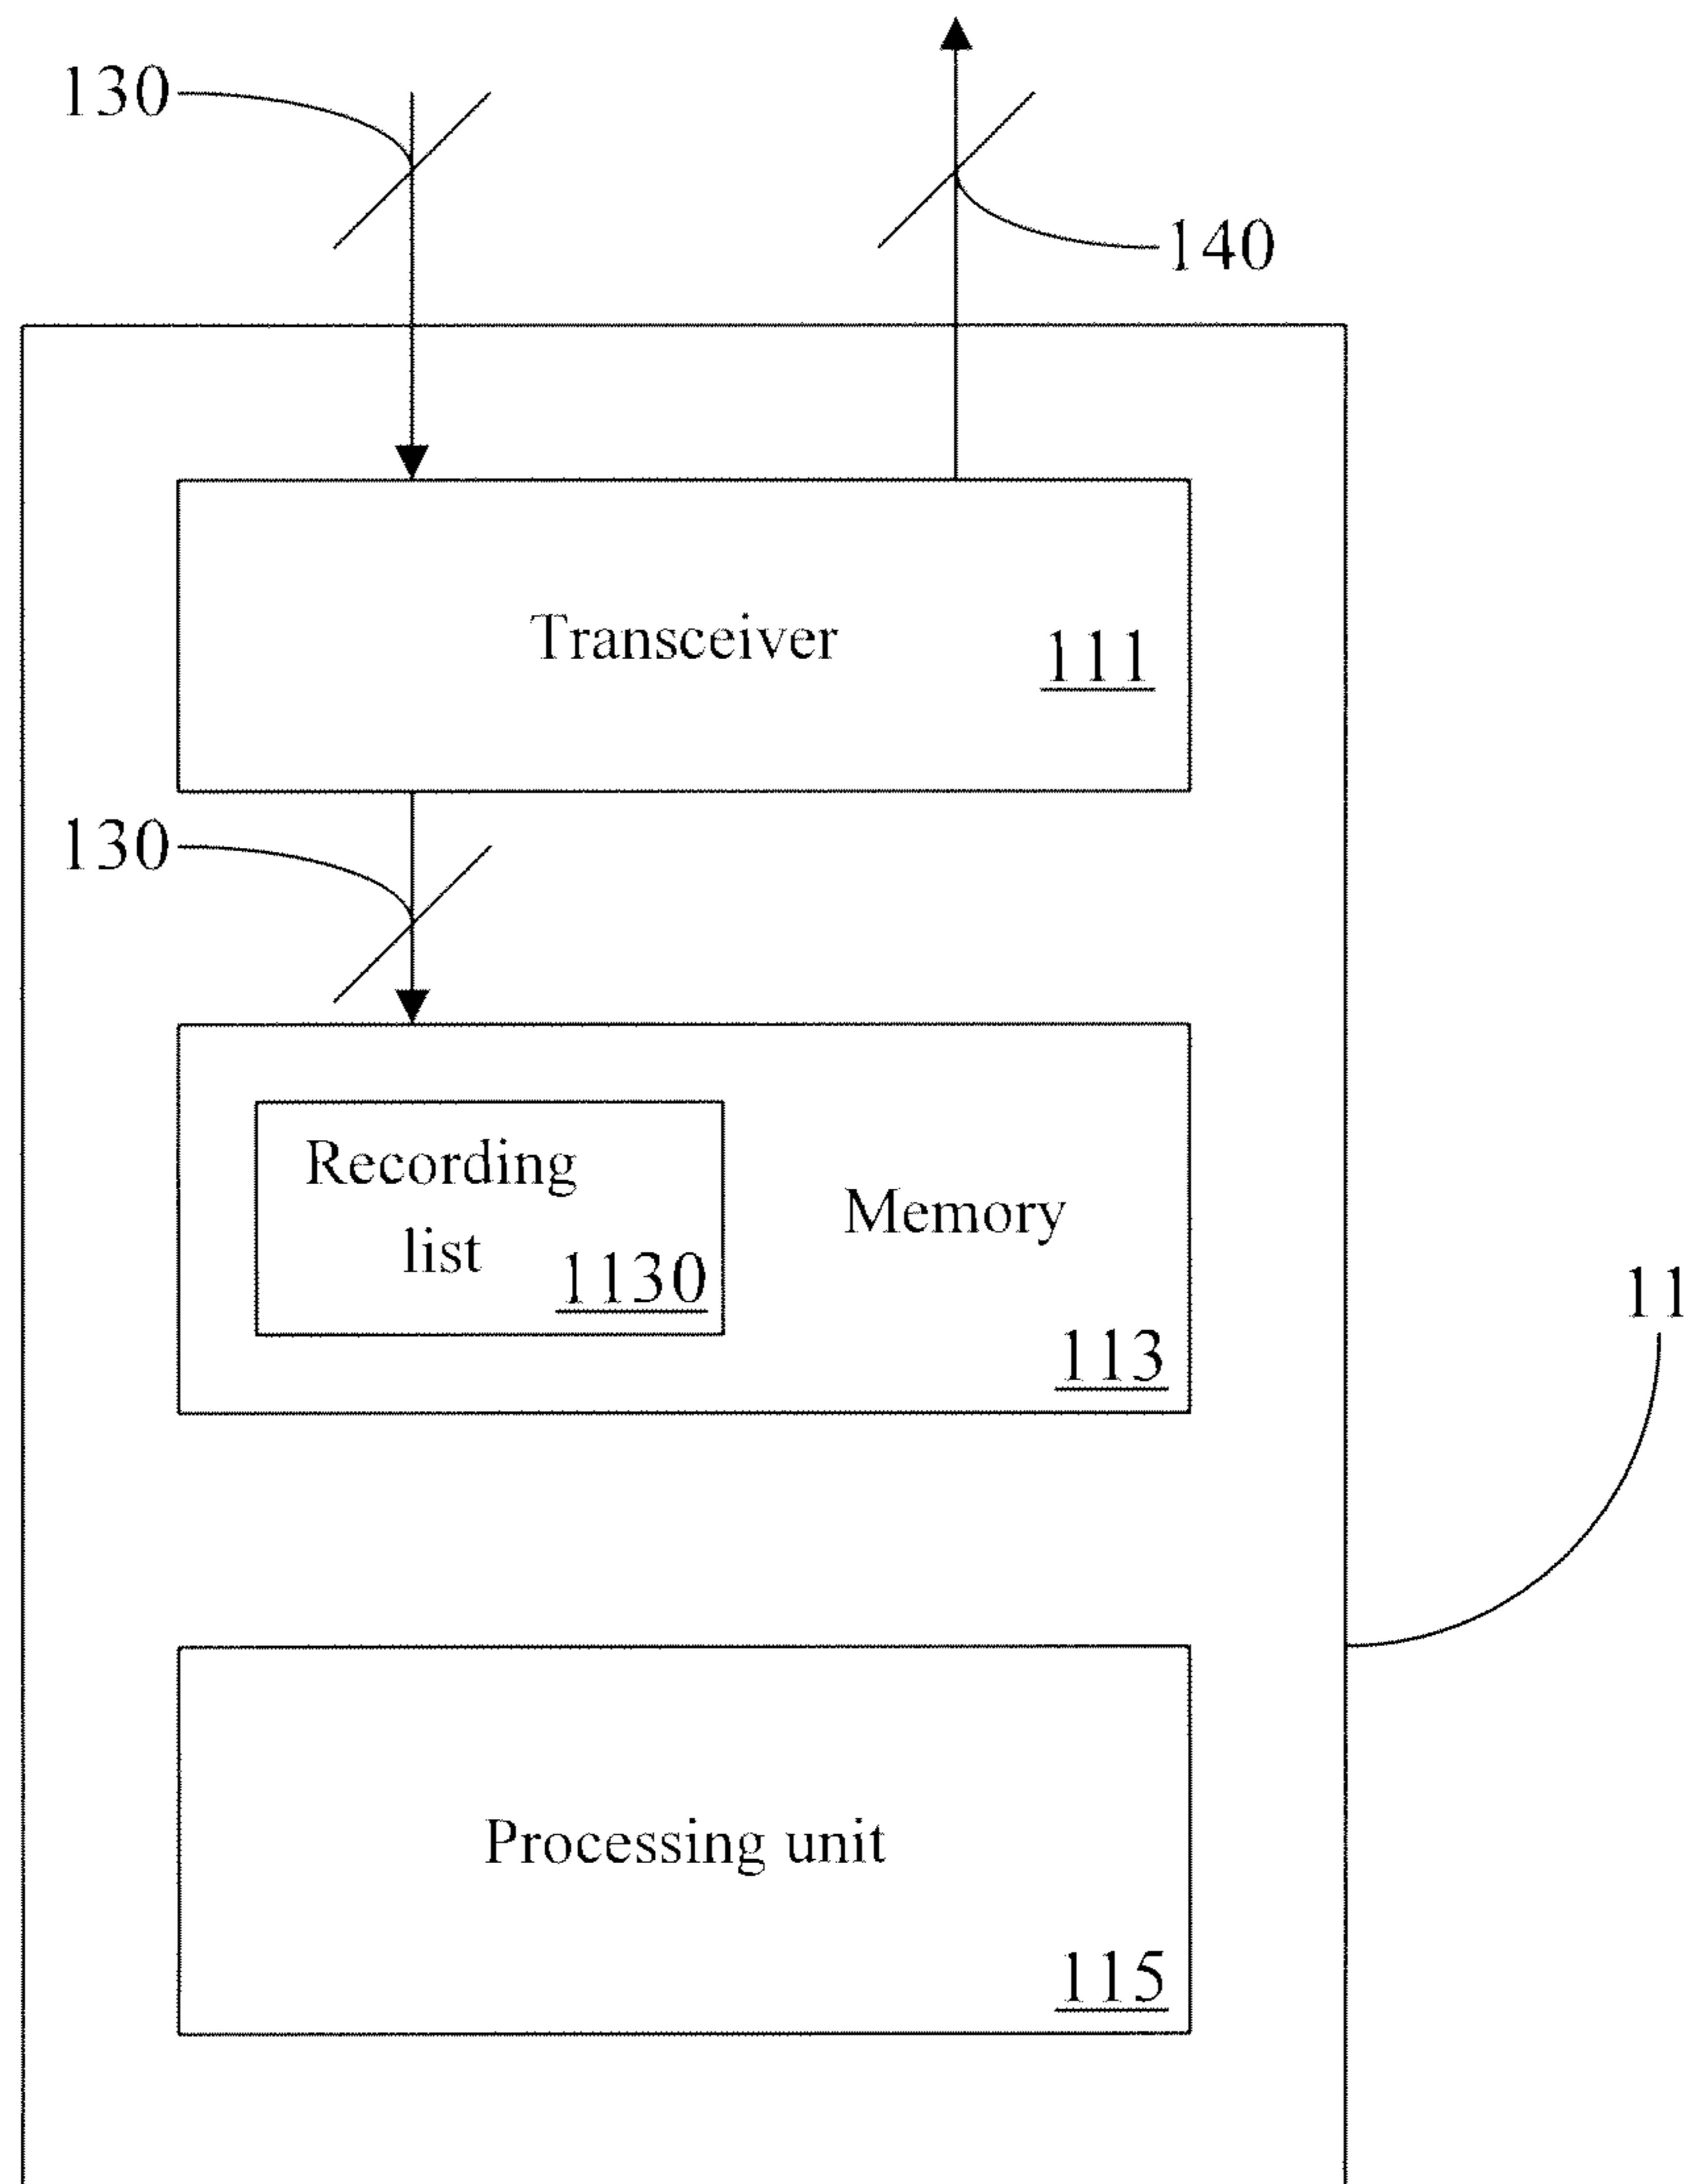 130
140
Transceiver
111
130
Recording
list
1130
Memory
113
11
Processing unit
115